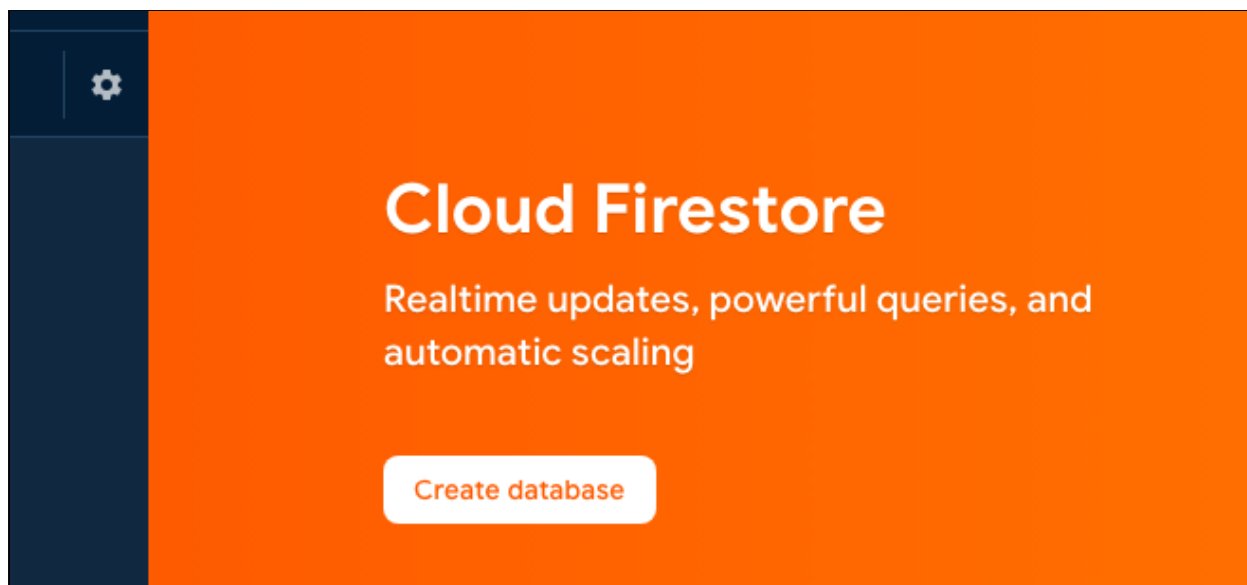 Cloud Firestore
Realtime updates, powerful queries, and
automatic scaling
Create database